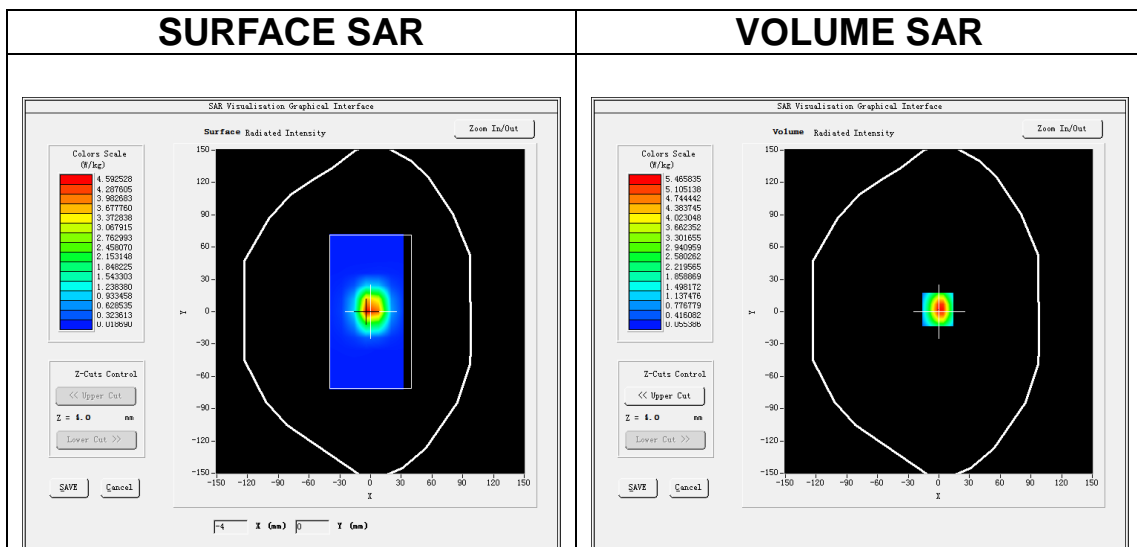 SURFACE SAR
SAR Visualisation Graphical Interface
Surface Radiated Intensity
Zoom In/Out
Colors Scale
(W/kg)
4.592528
4.287605
3.982683
3.677760
3.372838
3.067915
2.762993
2.458070
2.153148
1.848225
1.543303
1.238380
0.933458
0.628535
0.323613
0.018690
Z-Cuts Control
<< Upper Cut
Z = 4.0 mm
Lower Cut >>
SAVE
Cancel
150
120
90
60
30
0
-30
-60
-90
-120
-150
Y
-150 -120 -90 -60 -30 0 30 60 90 120 150
X
-4 X (mm) 0 Y (mm)
VOLUME SAR
SAR Visualisation Graphical Interface
Volume Radiated Intensity
Zoom In/Out
Colors Scale
(W/kg)
5.465835
5.105138
4.744442
4.383745
4.023048
3.662352
3.301655
2.940959
2.580262
2.219565
1.858869
1.498172
1.137476
0.776779
0.416082
0.055386
Z-Cuts Control
<< Upper Cut
Z = 4.0 mm
Lower Cut >>
SAVE
Cancel
150
120
90
60
30
0
-30
-60
-90
-120
-150
Y
-150 -120 -90 -60 -30 0 30 60 90 120 150
X